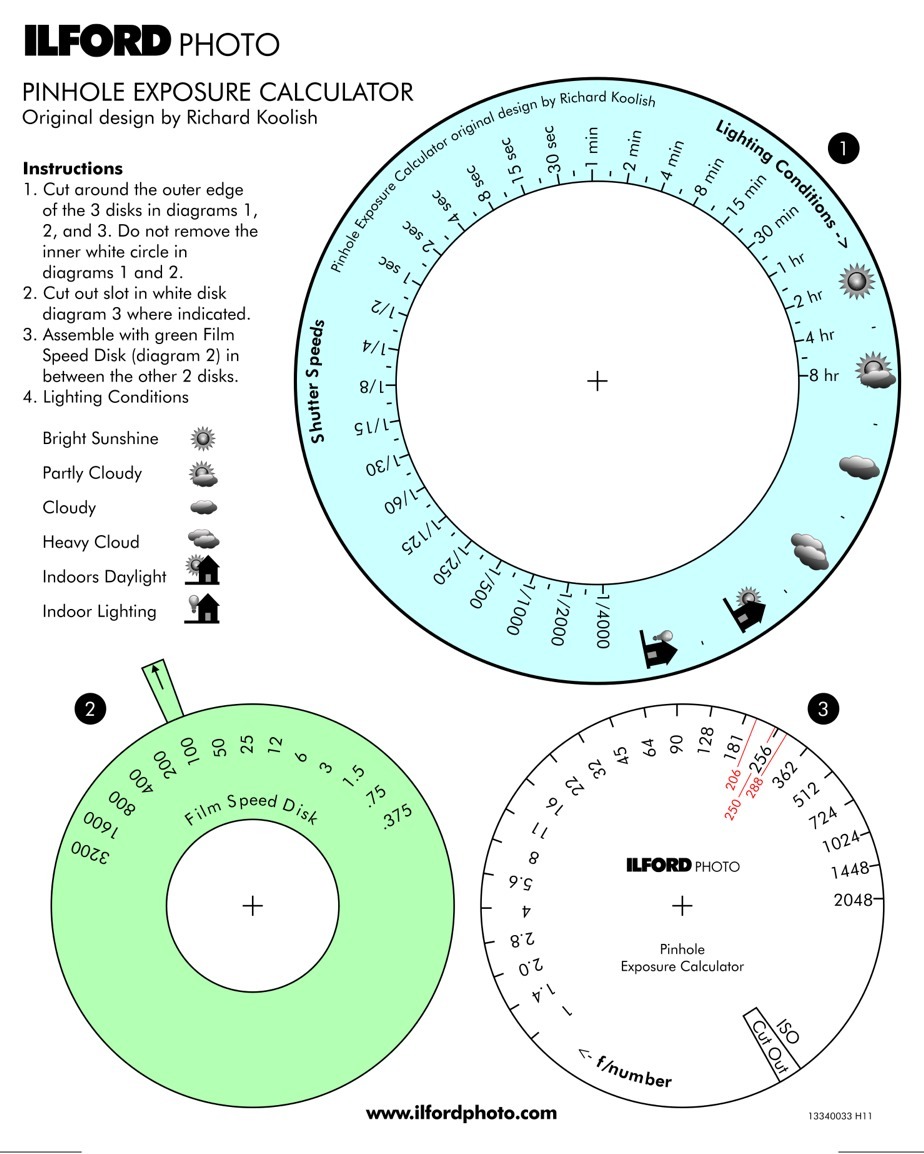 ILFORD PHOTO
PINHOLE EXPOSURE CALCULATOR
Original design by Richard Koolish
Instructions
1. Cut around the outer edge
of the 3 disks in diagrams 1,
2, and 3. Do not remove the
inner white circle in
diagrams 1 and 2.
2. Cut out slot in white disk
diagram 3 where indicated.
3. Assemble with green Film
Speed Disk (diagram 2) in
between the other 2 disks.
4. Lighting Conditions
Bright Sunshine
Partly Cloudy
Cloudy
Heavy Cloud
Indoors Daylight
Indoor Lighting
1
Pinhole Exposure Calculator original design by Richard Koolish
Lighting Conditions ->
Shutter Speeds
1/4000
1/2000
1/1000
1/500
1/250
1/125
1/60
1/30
1/15
1/8
1/4
1/2
1 sec
2 sec
4 sec
8 sec
15 sec
30 sec
1 min
2 min
4 min
8 min
15 min
30 min
1 hr
2 hr
4 hr
8 hr
2
3200
1600
800
400
200
100
50
25
12
6
3
1.5
.75
.375
Film Speed Disk
3
1
1.4
2.0
2.8
4
5.6
8
11
16
22
32
45
64
90
128
181
206
250
256
288
362
512
724
1024
1448
2048
ILFORD PHOTO
Pinhole
Exposure Calculator
ISO
Cut Out
<- f/number
www.ilfordphoto.com
13340033 H11